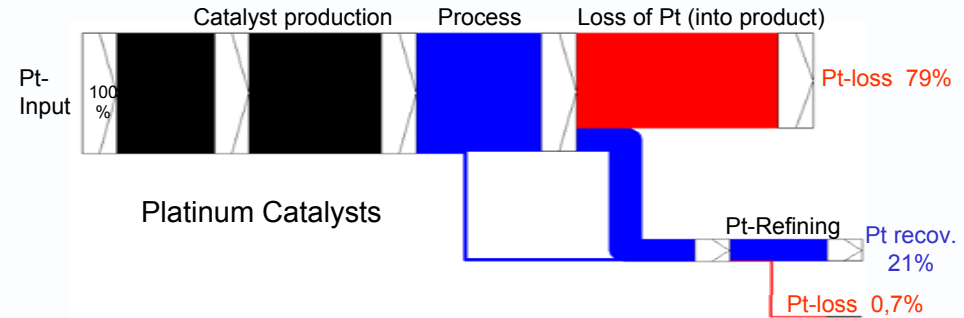 Catalyst production
Process
Loss of Pt (into product)
Pt-
Input
100
%
Pt-loss 79%
Platinum Catalysts
Pt-Refining
Pt recov.
21%
Pt-loss 0,7%